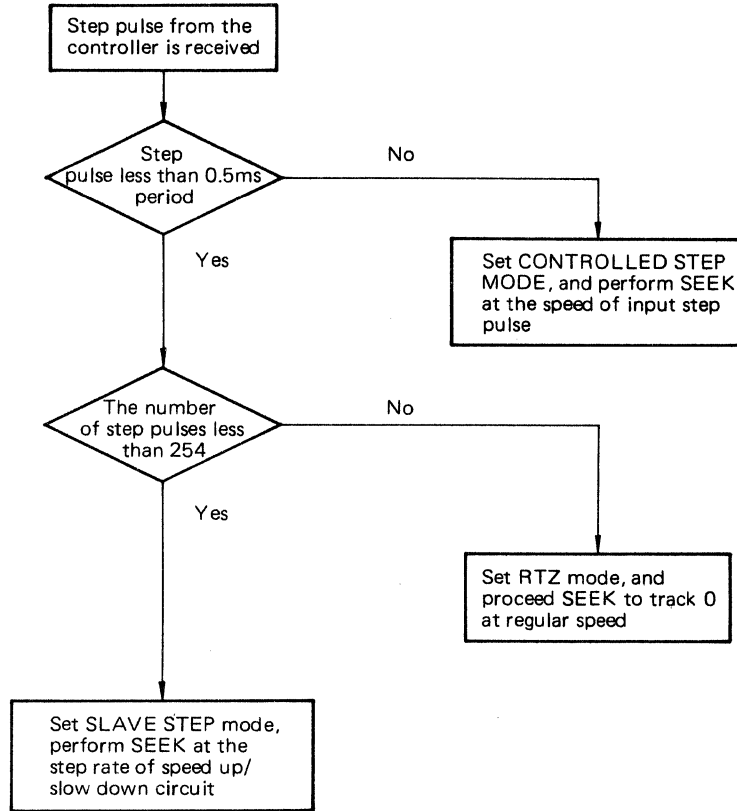 Step pulse from the
controller is received
Step
pulse less than 0.5ms
period
No
Yes
Set CONTROLLED STEP
MODE, and perform SEEK
at the speed of input step
pulse
The number
of step pulses less
than 254
No
Yes
Set RTZ mode, and
proceed SEEK to track 0
at regular speed
Set SLAVE STEP mode,
perform SEEK at the
step rate of speed up/
slow down circuit